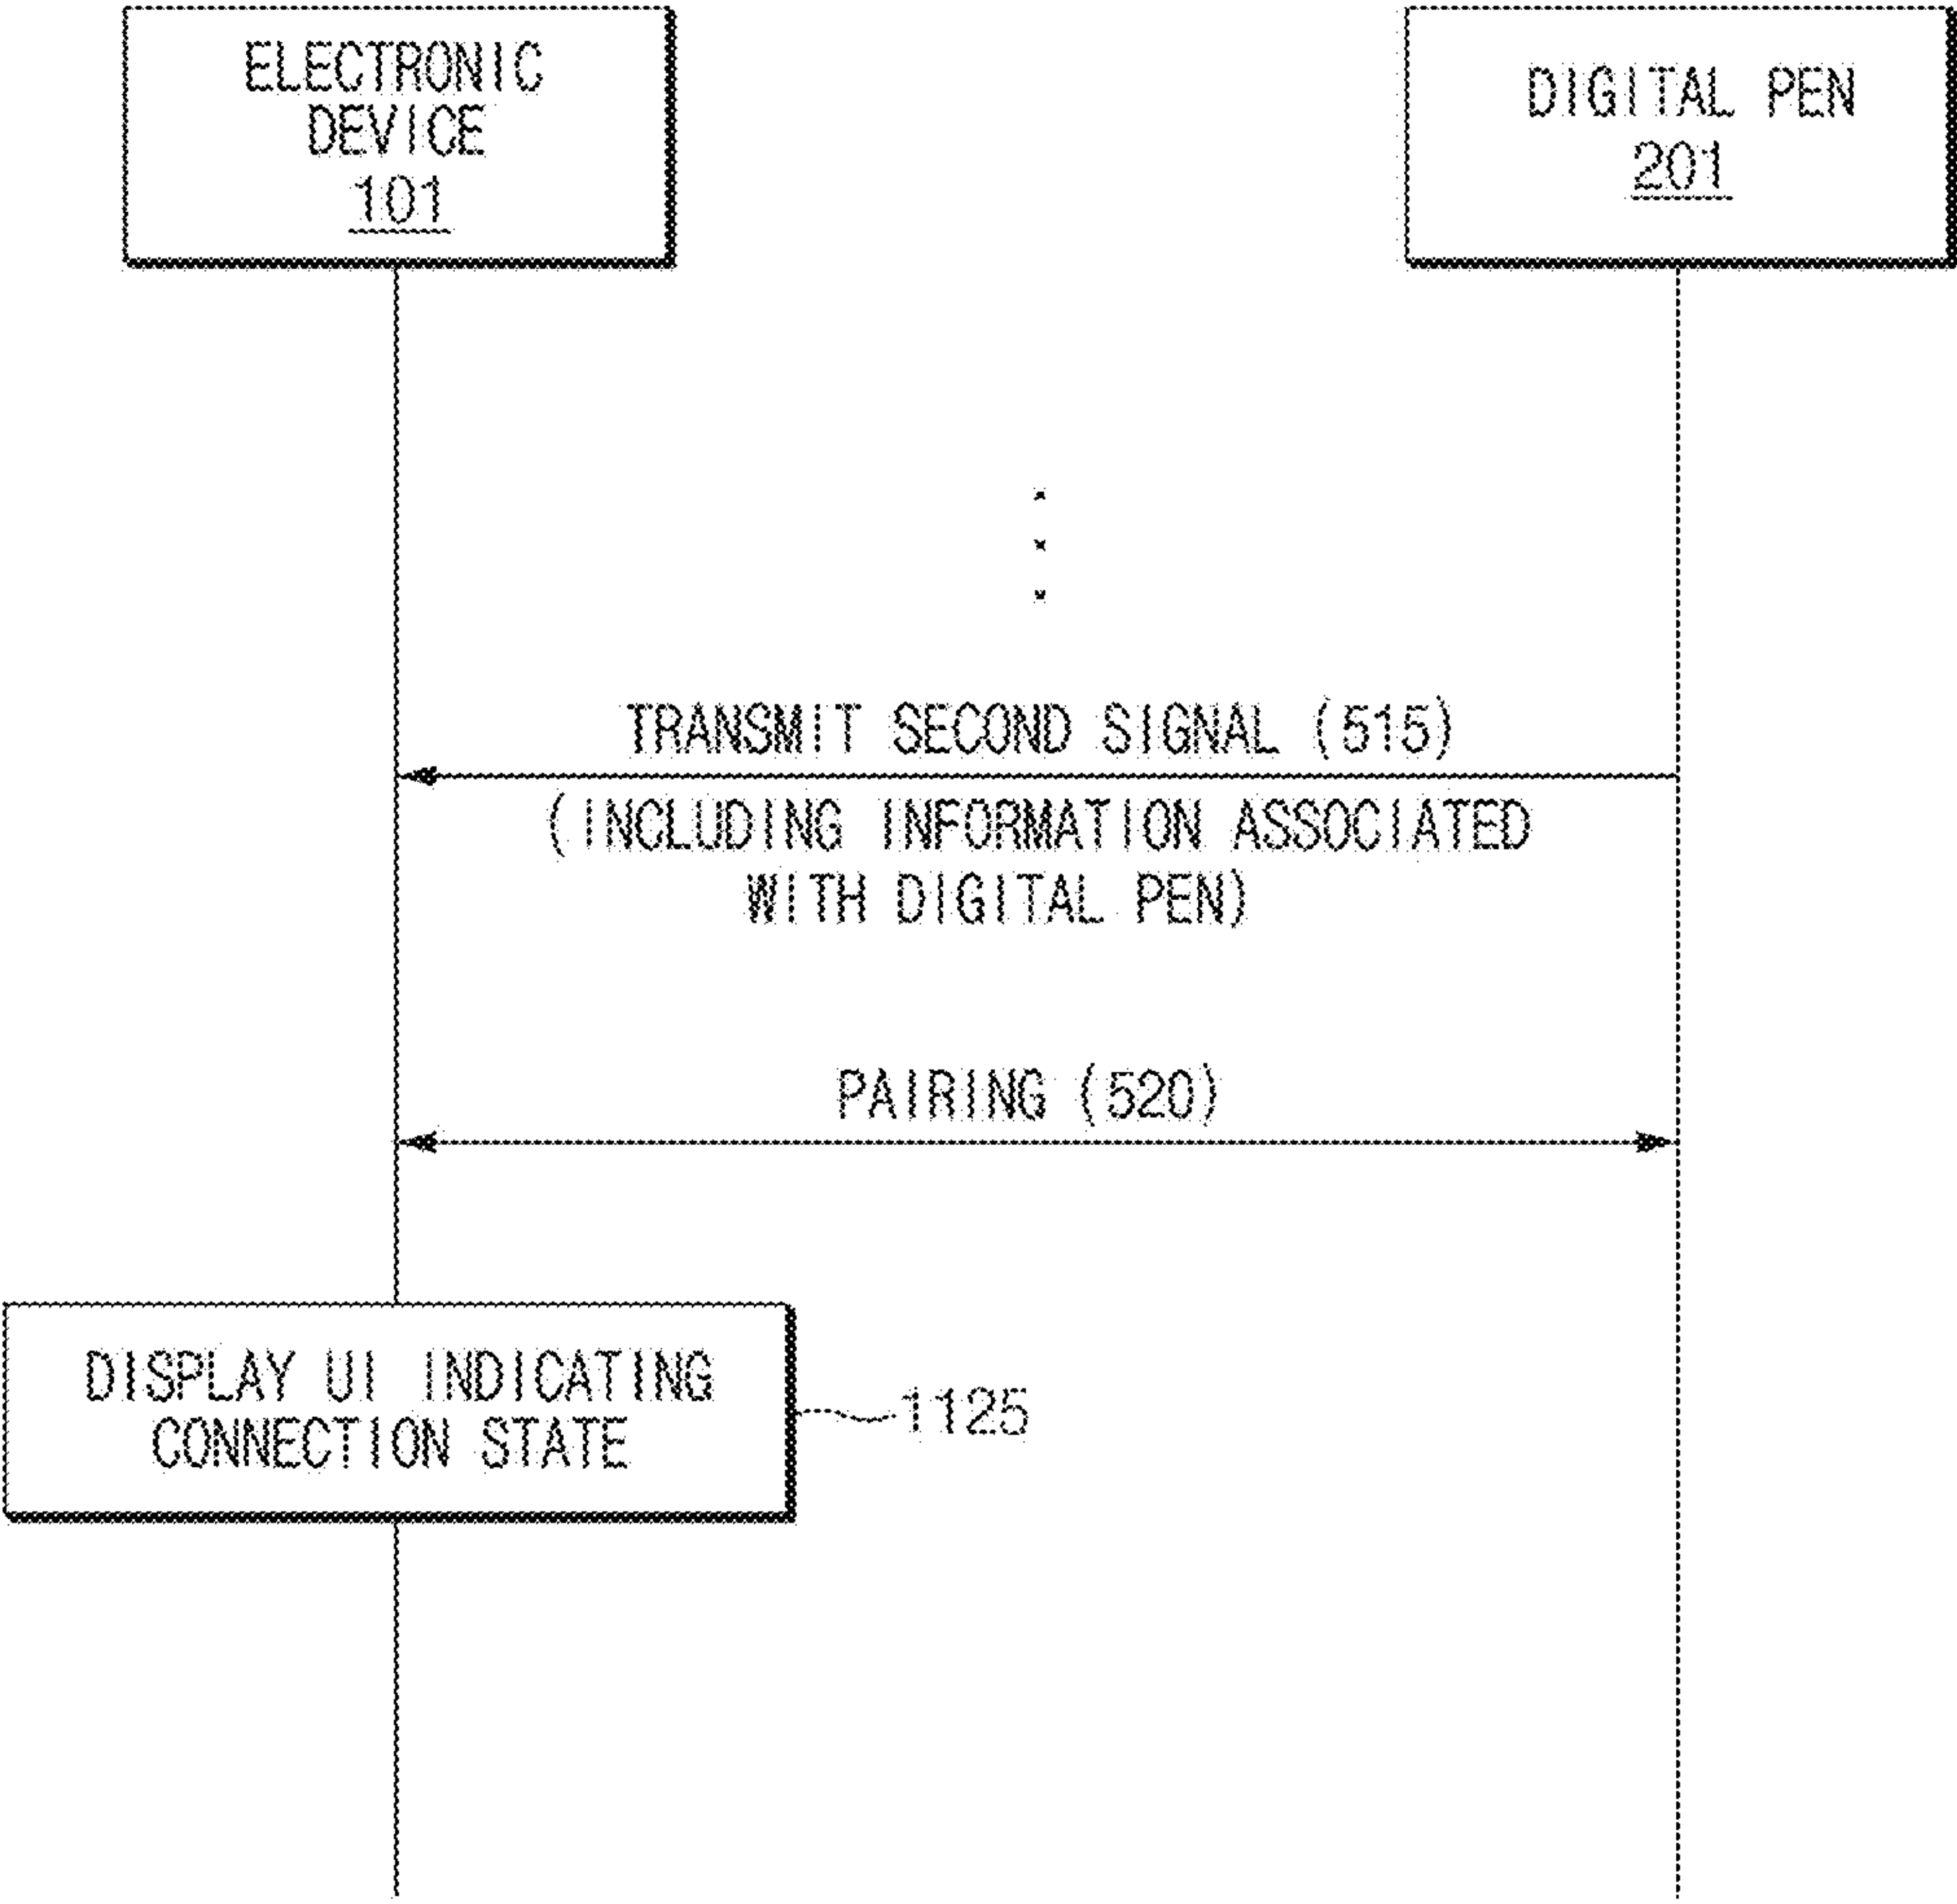 ELECTRONIC
DEVICE
101
DIGITAL PEN
201
TRANSMIT SECOND SIGNAL (515)
(INCLUDING INFORMATION ASSOCIATED
WITH DIGITAL PEN)
PAIRING (520)
DISPLAY UI INDICATING
CONNECTION STATE
1125